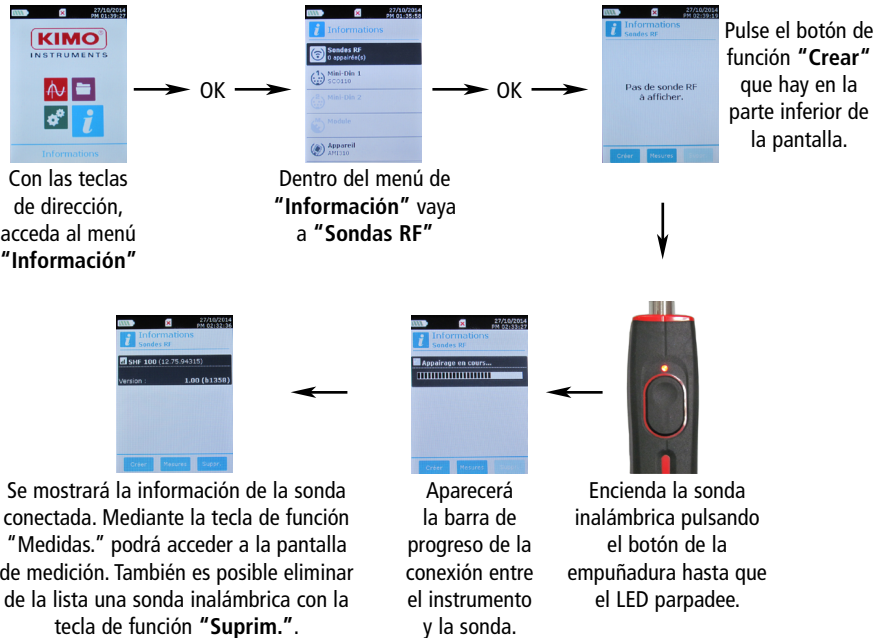 27/10/2014
PM 01:39:27
KIMO
INSTRUMENTS
Informations
OK
27/10/2014
PM 01:35:58
Informations
Sondes RF
0 appairée(s)
Mini-Din 1
SCO110
Mini-Din 2
Module
Appareil
AMI310
OK
27/10/2014
PM 02:39:19
Informations
Sondes RF
Pas de sonde RF
à afficher.
Créer Mesures
Pulse el botón de
función “Crear”
que hay en la
parte inferior de
la pantalla.
Con las teclas
de dirección,
acceda al menú
“Información”
Dentro del menú de
“Información” vaya
a “Sondas RF”
27/10/2014
PM 02:32:36
Informations
Sondes RF
SHF 100 (12.75.94315)
Version : 1.00 (b1358)
Créer Mesures Suppr.
27/10/2014
PM 02:33:27
Informations
Sondes RF
Appairage en cours...
Créer Mesures
Se mostrará la información de la sonda
conectada. Mediante la tecla de función
“Medidas.” podrá acceder a la pantalla
de medición. También es posible eliminar
de la lista una sonda inalámbrica con la
tecla de función “Suprim.”.
Aparecerá
la barra de
progreso de la
conexión entre
el instrumento
y la sonda.
Encienda la sonda
inalámbrica pulsando
el botón de la
empuñadura hasta que
el LED parpadee.